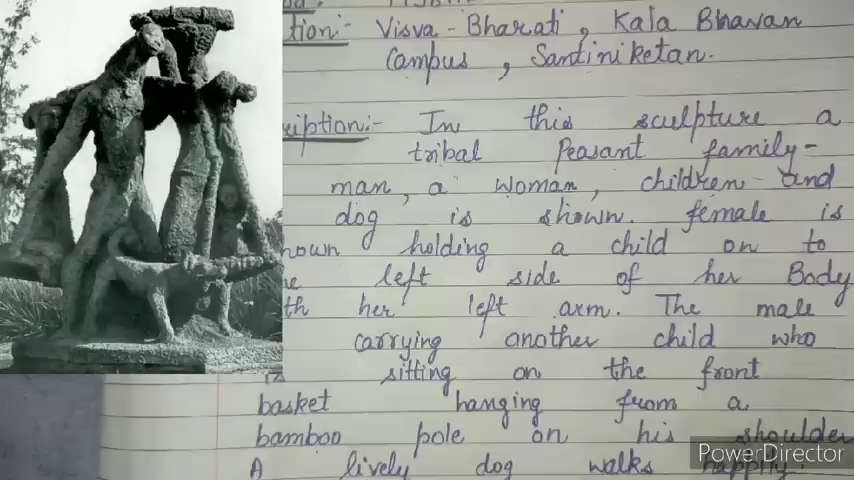 tion:- Visva-Bharati, Kala Bhavan
Campus, Santiniketan.
ription:- In this sculpture a
tribal Peasant family-
man, a woman, children and
dog is shown. female is
hown holding a child on to
left side of her Body
th her left arm. The male
carrying another child who
sitting on the front
basket hanging from a
bamboo pole on his shoulder
A lively dog walks happily.
PowerDirector